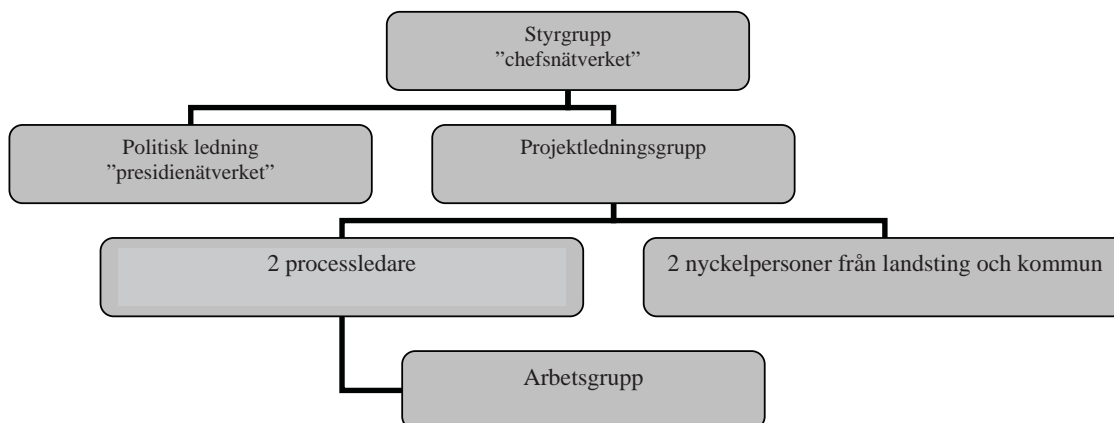 Styrgrupp
”chefsnätverket”
Politisk ledning
”presidienätverket”
Projektledningsgrupp
2 processledare
2 nyckelpersoner från landsting och kommun
Arbetsgrupp